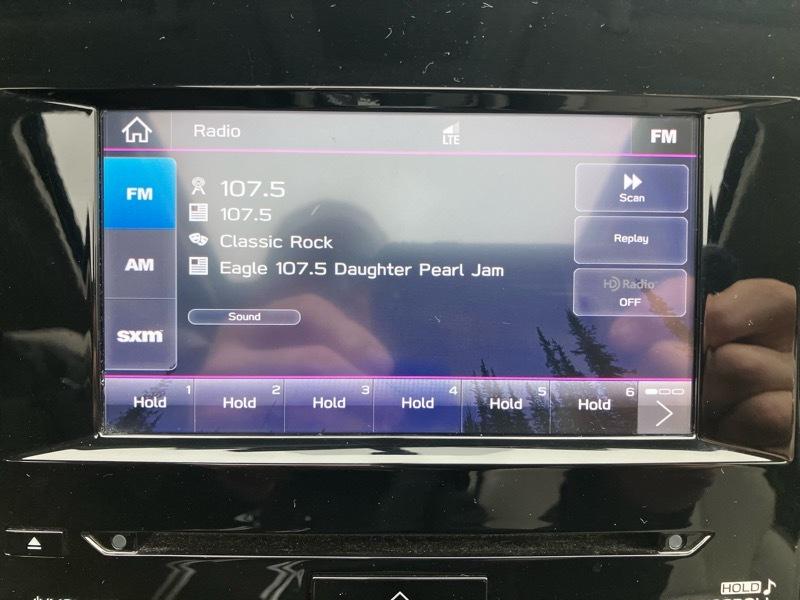 Radio
LTE
FM
FM
AM
sxm
107.5
107.5
Classic Rock
Eagle 107.5 Daughter Pearl Jam
Sound
Scan
Replay
HD Radio
OFF
Hold 1
Hold 2
Hold 3
Hold 4
Hold 5
Hold 6
HOLD